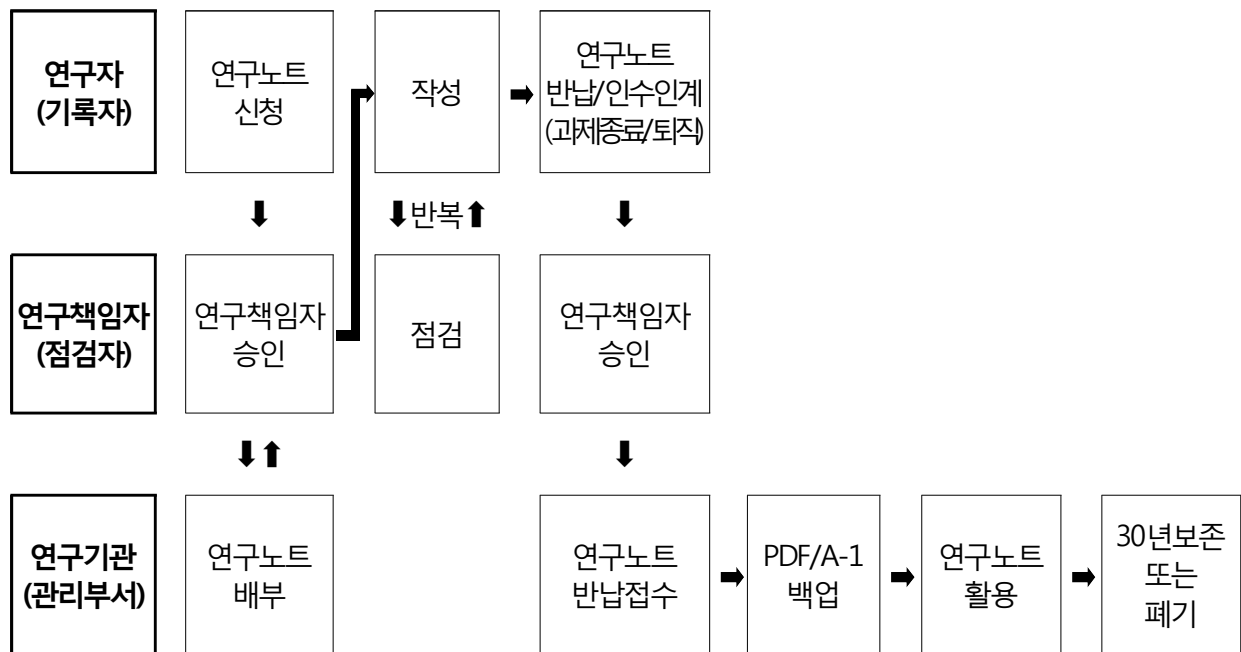 연구자
(기록자)
연구노트
신청
작성
연구노트
반납/인수인계
(과제종료/퇴직)
반복
연구책임자
(점검자)
연구책임자
승인
점검
연구책임자
승인
연구기관
(관리부서)
연구노트
배부
연구노트
반납접수
PDF/A-1
백업
연구노트
활용
30년보존
또는
폐기